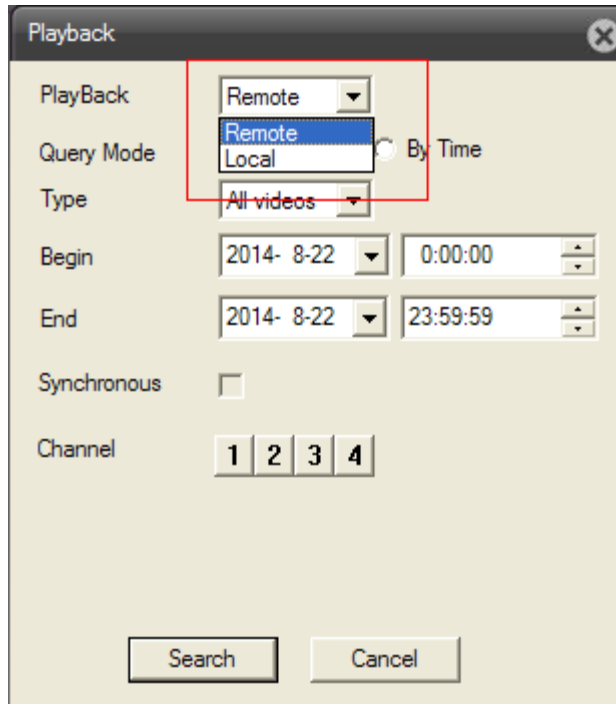 Playback
PlayBack Remote
Remote
Query Mode By Time
Local
Type All videos
Begin 2014- 8-22 0:00:00
End 2014- 8-22 23:59:59
Synchronous
Channel 1 2 3 4
Search Cancel